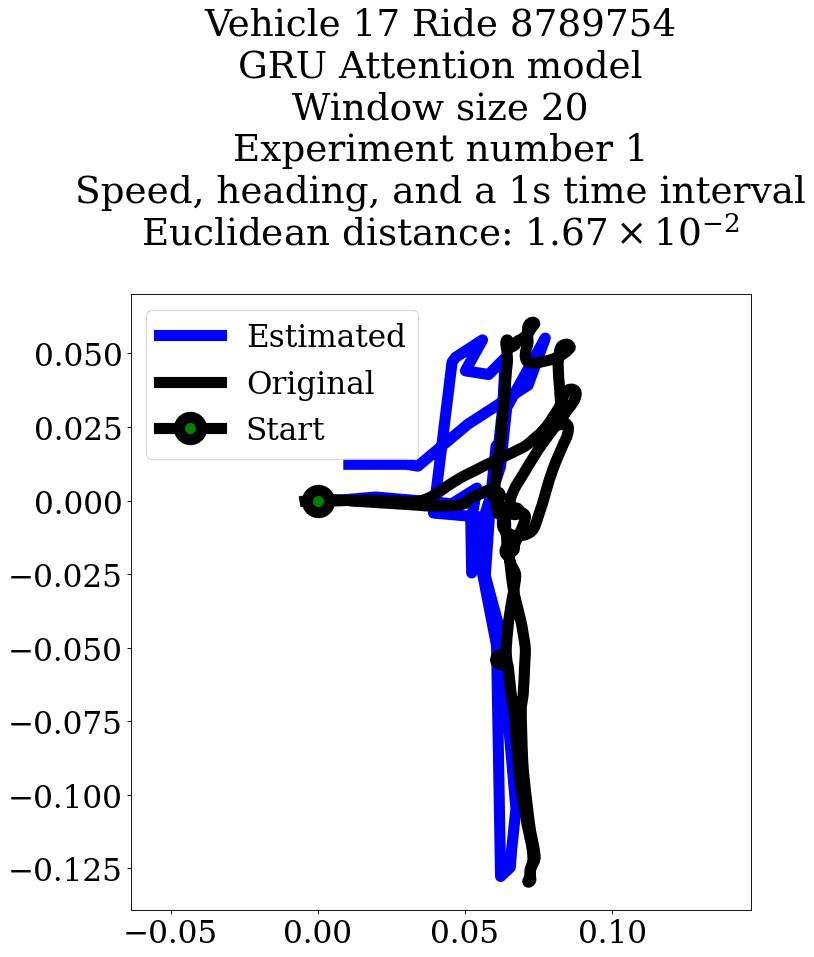 Vehicle 17 Ride 8789754
GRU Attention model
Window size 20
Experiment number 1
Speed, heading, and a 1s time interval
Euclidean distance: 1.67 × 10⁻²
Estimated
Original
Start
0.050
0.025
0.000
−0.025
−0.050
−0.075
−0.100
−0.125
−0.05
0.00
0.05
0.10